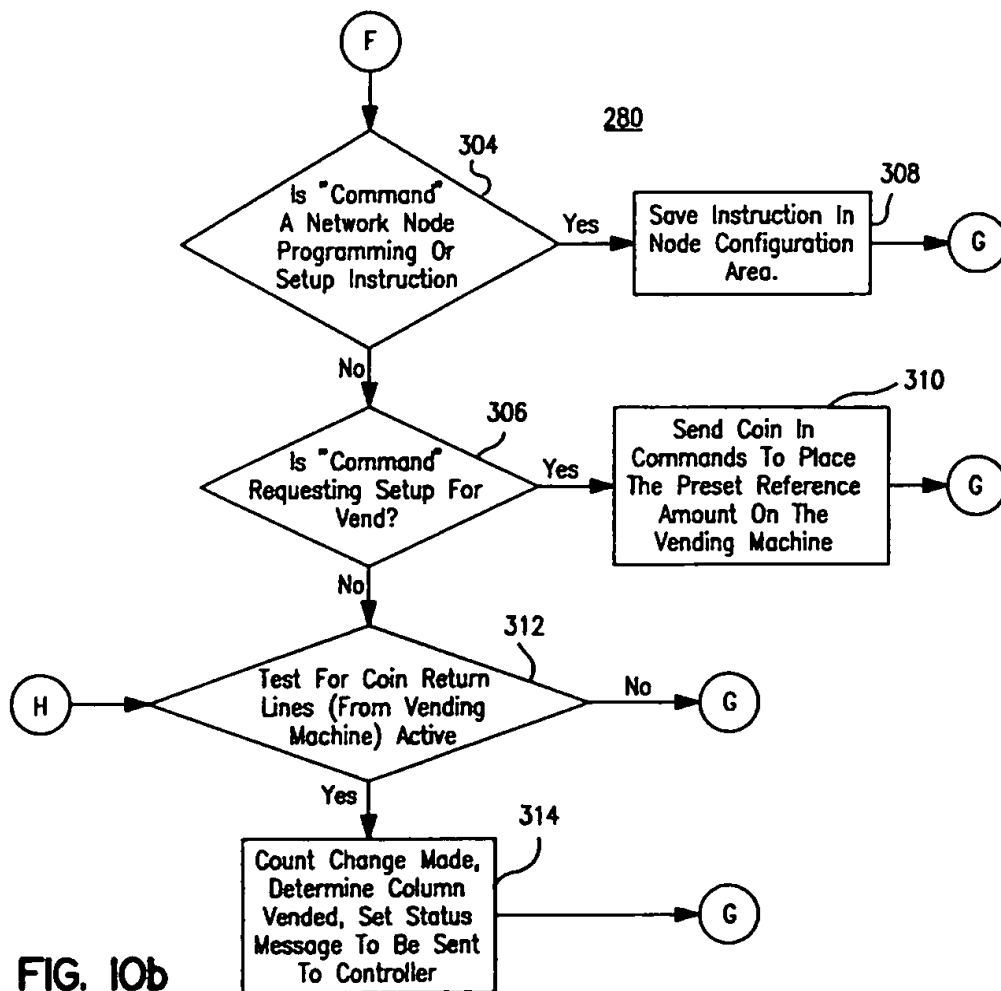 F
280
304
Is "Command"
A Network Node
Programming Or
Setup Instruction
Yes
308
Save Instruction In
Node Configuration
Area.
G
No
306
Is "Command"
Requesting Setup For
Vend?
Yes
310
Send Coin In
Commands To Place
The Preset Reference
Amount On The
Vending Machine
G
No
312
H
Test For Coin Return
Lines (From Vending
Machine) Active
No
G
Yes
314
Count Change Made,
Determine Column
Vended, Set Status
Message To Be Sent
To Controller
G
FIG. 10b